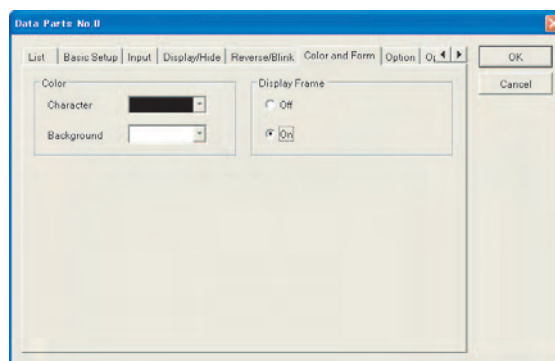 Data Parts No.0
List Basic Setup Input Display/Hide Reverse/Blink Color and Form Option
OK
Cancel
Color
Character
Background
Display Frame
Off
On